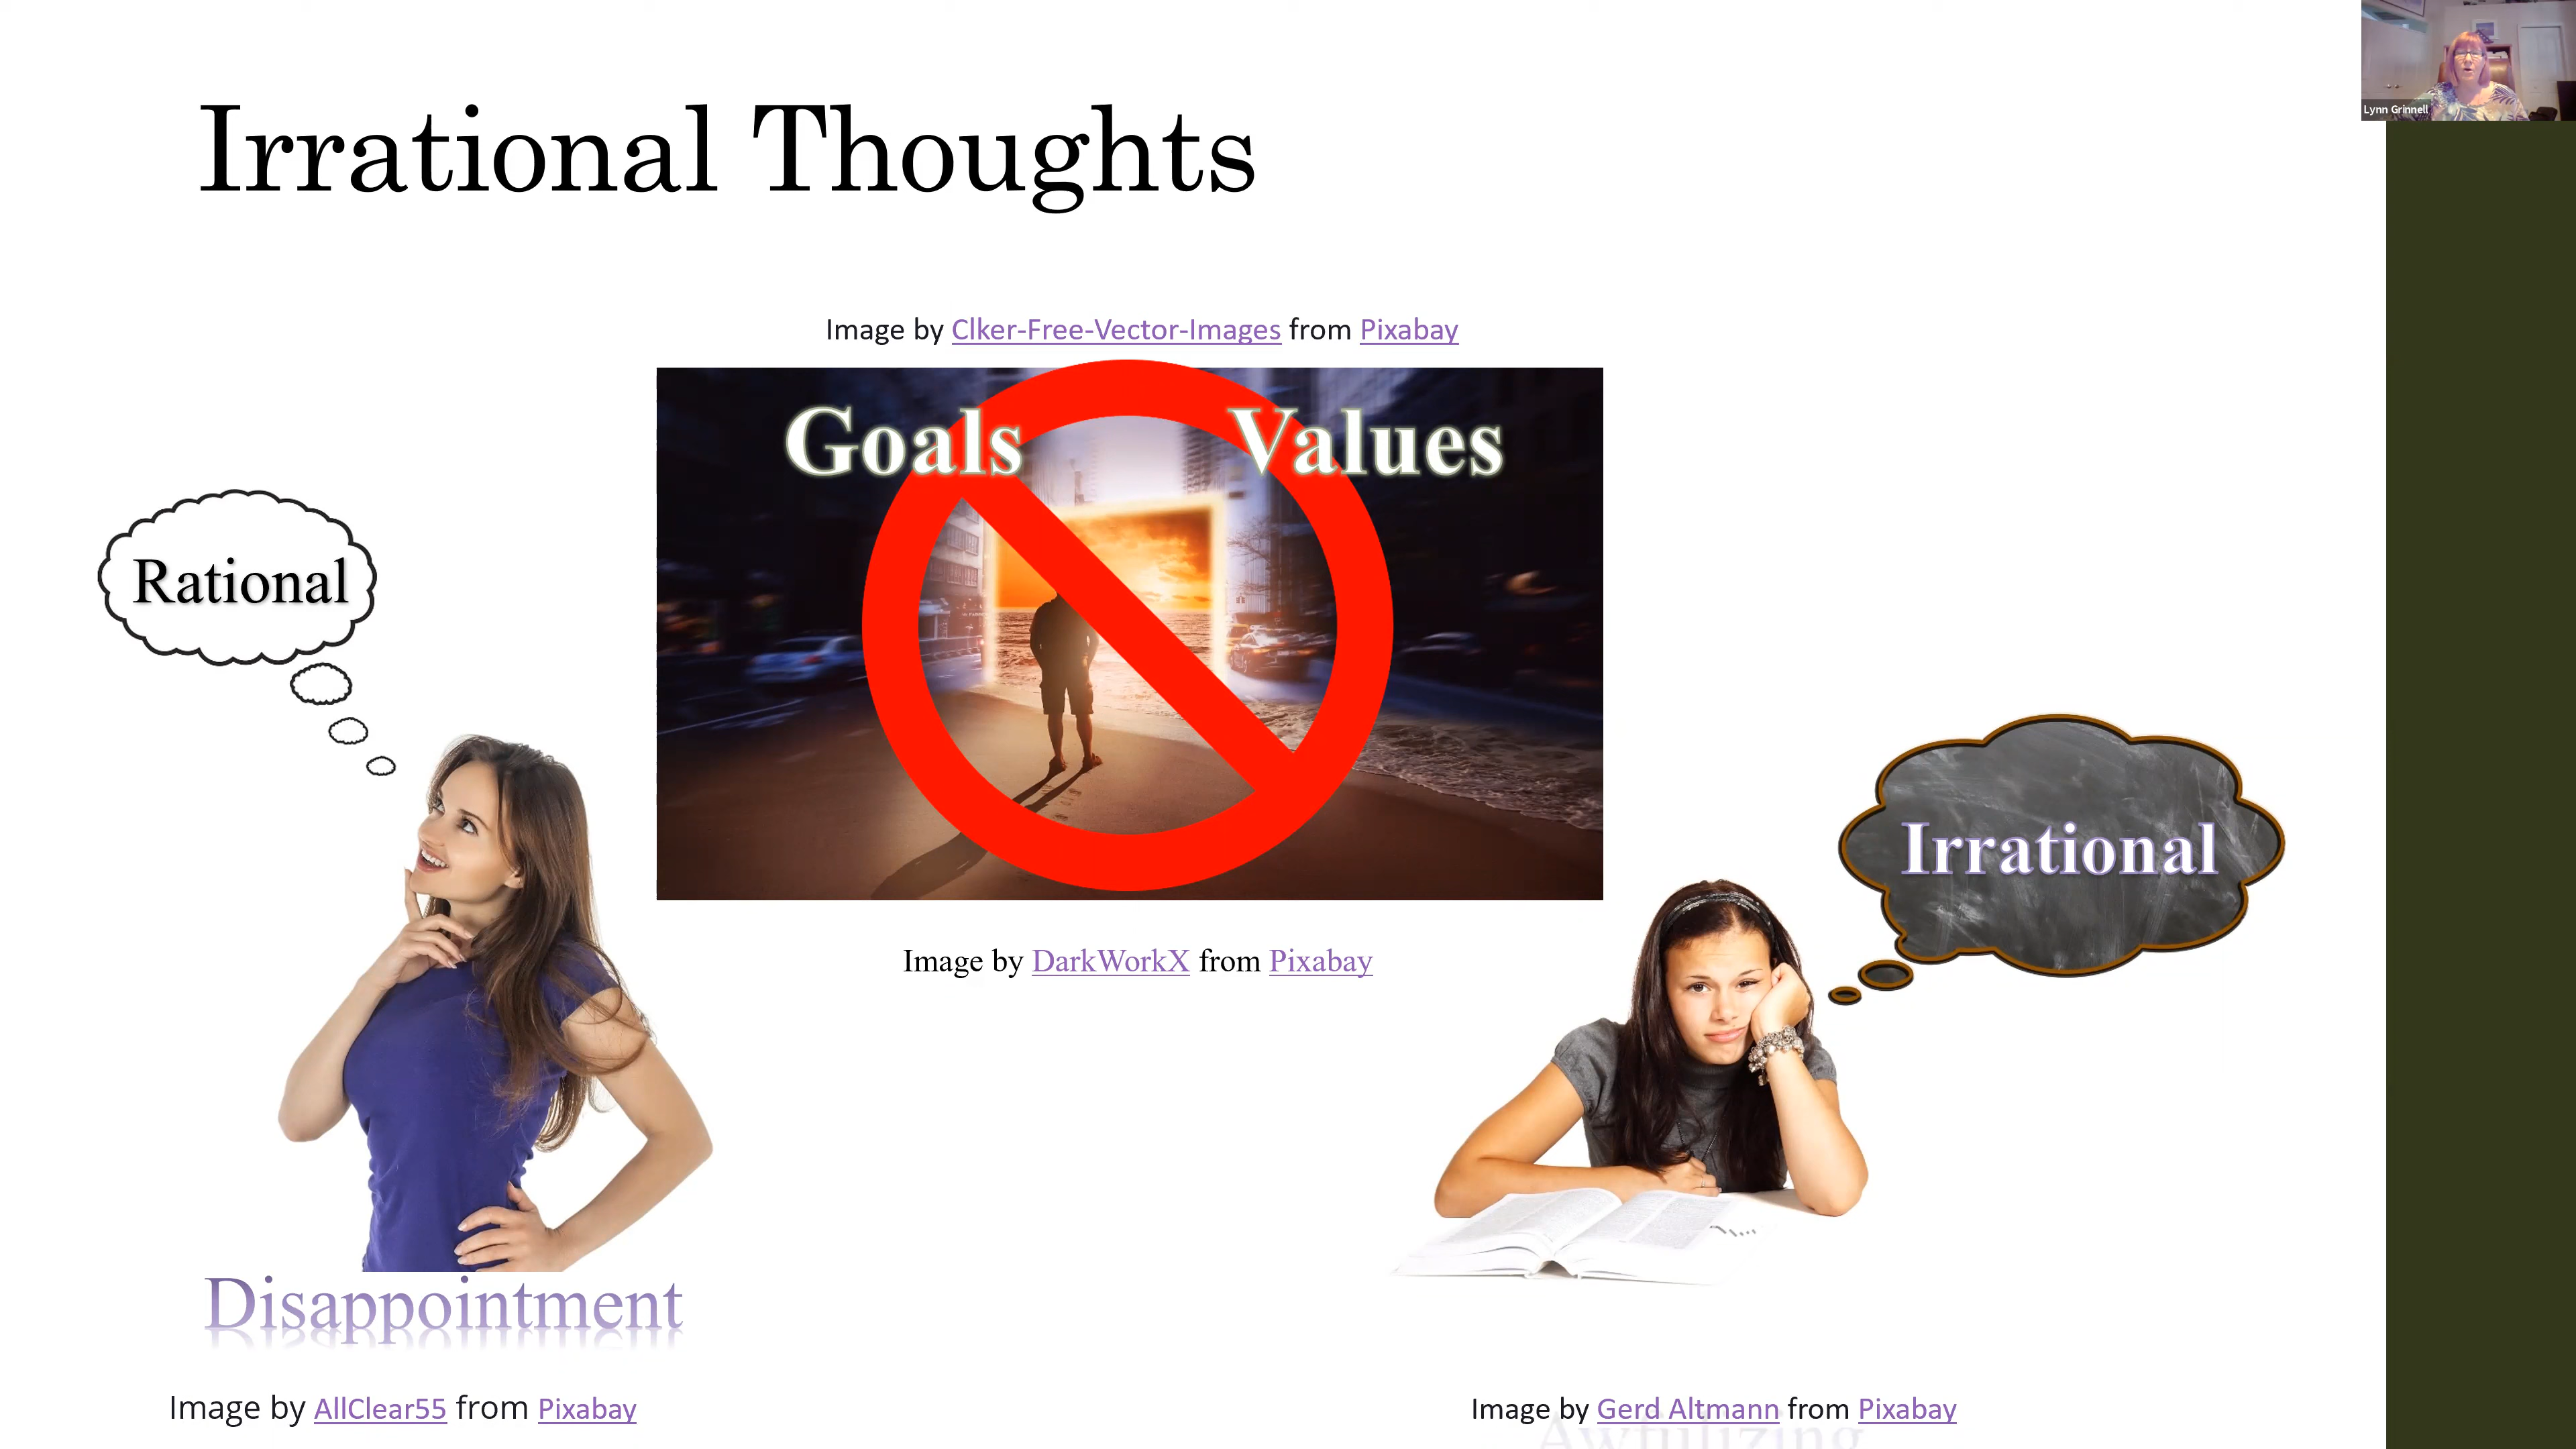 Lynn Grinnell
Irrational Thoughts
Image by Clker-Free-Vector-Images from Pixabay
Goals Values
Rational
Irrational
Image by DarkWorkX from Pixabay
Disappointment
Image by AllClear55 from Pixabay
Image by Gerd Altmann from Pixabay
Awfulizing